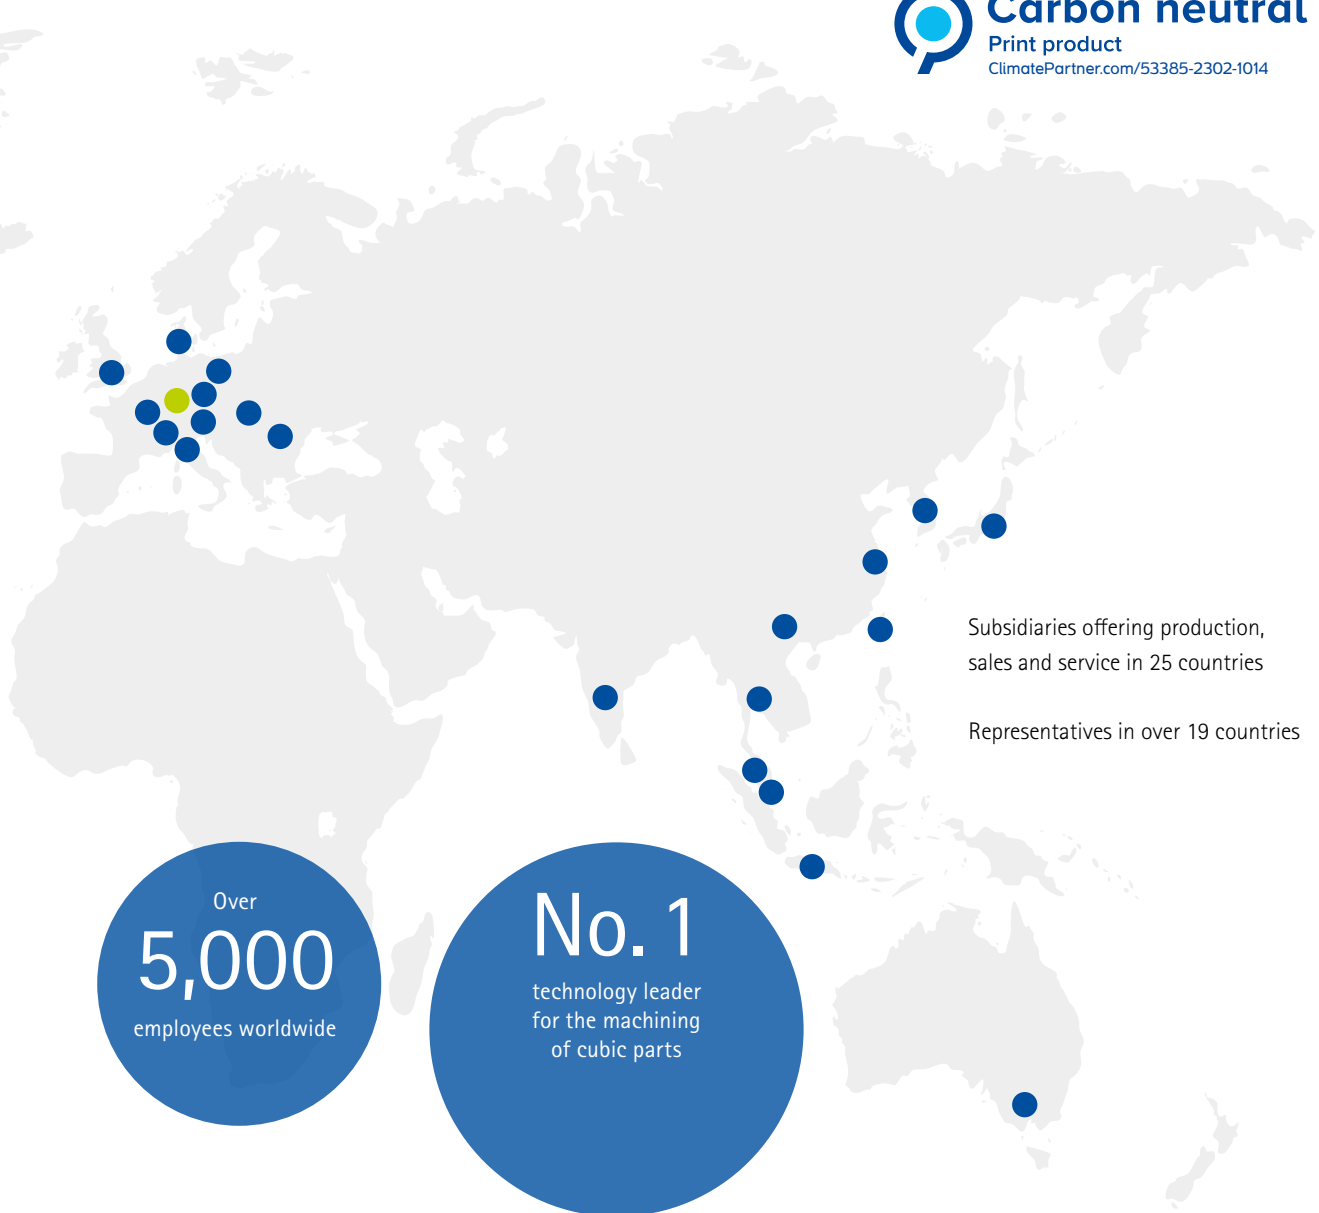 Carbon neutral
Print product
ClimatePartner.com/53385-2302-1014
Subsidiaries offering production,
sales and service in 25 countries
Representatives in over 19 countries
Over
5,000
employees worldwide
No. 1
technology leader
for the machining
of cubic parts